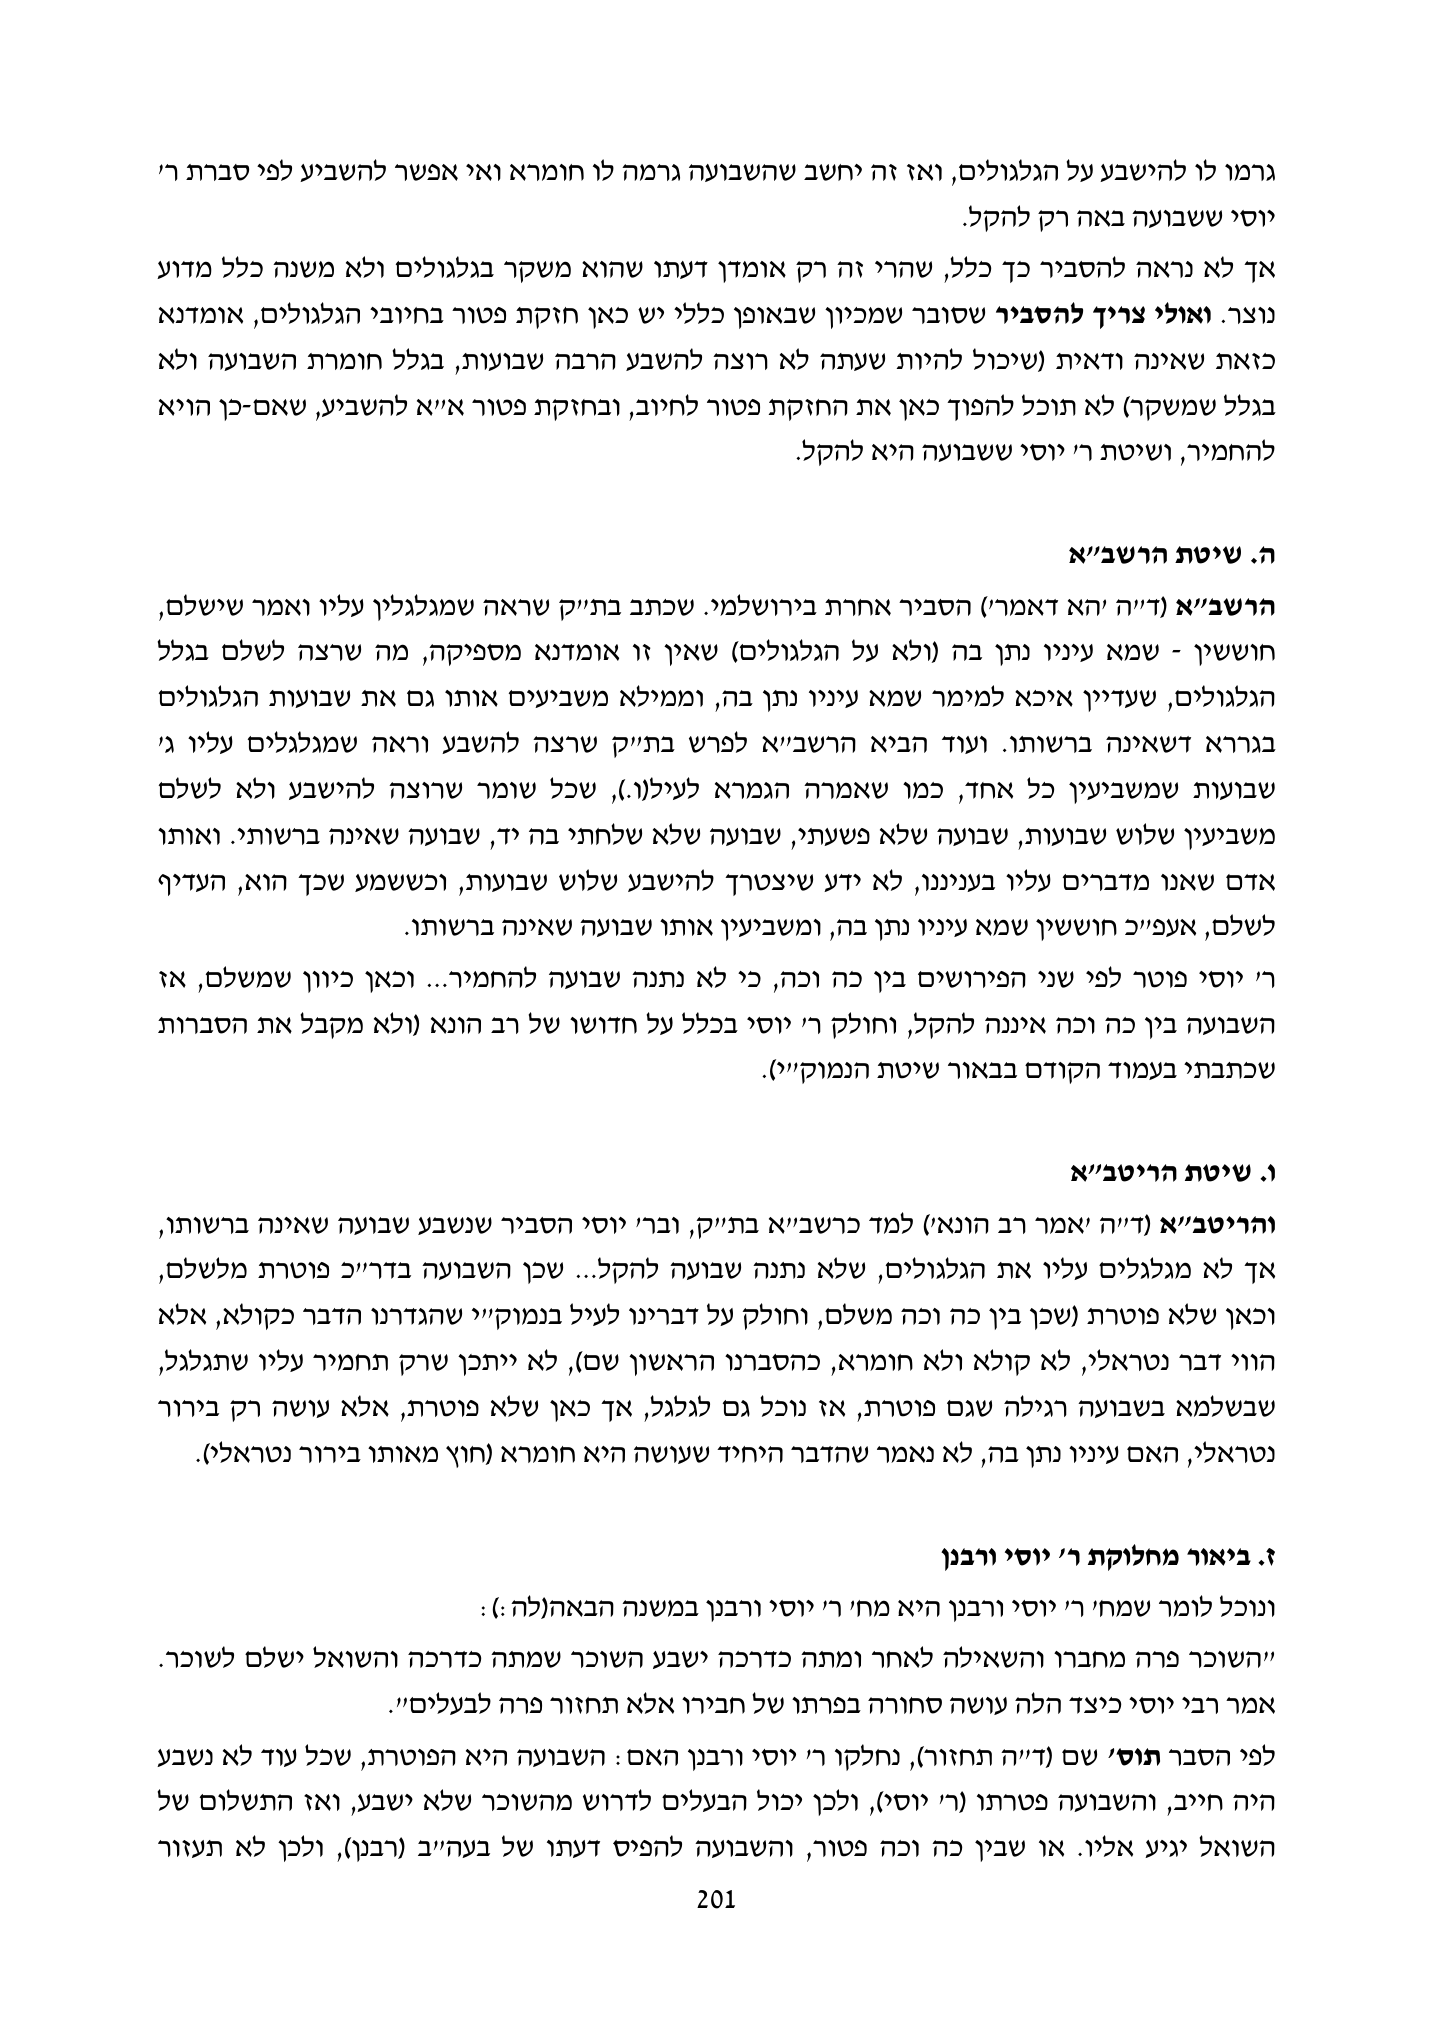 גרמו לו להישבע על הגלגולים, ואז זה יחשב שהשבועה גרמה לו חומרא ואי אפשר להשביע לפי סברת ר׳
יוסי ששבועה באה רק להקל.
אך לא נראה להסביר כך כלל, שהרי זה רק אומדן דעתו שהוא משקר בגלגולים ולא משנה כלל מדוע
נוצר. ואולי צריך להסביר שסובר שמכיון שבאופן כללי יש כאן חזקת פטור בחיובי הגלגולים, אומדנא
כזאת שאינה ודאית (שיכול להיות שעתה לא רוצה להשבע הרבה שבועות, בגלל חומרת השבועה ולא
בגלל שמשקר) לא תוכל להפוך כאן את החזקת פטור לחיוב, ובחזקת פטור א״א להשביע, שאם-כן הויא
להחמיר, ושיטת ר׳ יוסי ששבועה היא להקל.
ה. שיטת הרשב״א
הרשב״א (ד״ה ׳הא דאמר׳) הסביר אחרת בירושלמי. שכתב בת״ק שראה שמגלגלין עליו ואמר שישלם,
חוששין - שמא עיניו נתן בה (ולא על הגלגולים) שאין זו אומדנא מספיקה, מה שרצה לשלם בגלל
הגלגולים, שעדיין איכא למימר שמא עיניו נתן בה, וממילא משביעים אותו גם את שבועות הגלגולים
בגררא דשאינה ברשותו. ועוד הביא הרשב״א לפרש בת״ק שרצה להשבע וראה שמגלגלים עליו ג׳
שבועות שמשביעין כל אחד, כמו שאמרה הגמרא לעיל(ו.), שכל שומר שרוצה להישבע ולא לשלם
משביעין שלוש שבועות, שבועה שלא פשעתי, שבועה שלא שלחתי בה יד, שבועה שאינה ברשותי. ואותו
אדם שאנו מדברים עליו בעניננו, לא ידע שיצטרך להישבע שלוש שבועות, וכששמע שכך הוא, העדיף
לשלם, אעפ״כ חוששין שמא עיניו נתן בה, ומשביעין אותו שבועה שאינה ברשותו.
ר׳ יוסי פוטר לפי שני הפירושים בין כה וכה, כי לא נתנה שבועה להחמיר... וכאן כיוון שמשלם, אז
השבועה בין כה וכה איננה להקל, וחולק ר׳ יוסי בכלל על חדושו של רב הונא (ולא מקבל את הסברות
שכתבתי בעמוד הקודם בבאור שיטת הנמוק״י).
ו. שיטת הריטב״א
והריטב״א (ד״ה ׳אמר רב הונא׳) למד כרשב״א בת״ק, ובר׳ יוסי הסביר שנשבע שבועה שאינה ברשותו,
אך לא מגלגלים עליו את הגלגולים, שלא נתנה שבועה להקל... שכן השבועה בדר״כ פוטרת מלשלם,
וכאן שלא פוטרת (שכן בין כה וכה משלם, וחולק על דברינו לעיל בנמוק״י שהגדרנו הדבר כקולא, אלא
הווי דבר נטראלי, לא קולא ולא חומרא, כהסברנו הראשון שם), לא ייתכן שרק תחמיר עליו שתגלגל,
שבשלמא בשבועה רגילה שגם פוטרת, אז נוכל גם לגלגל, אך כאן שלא פוטרת, אלא עושה רק בירור
נטראלי, האם עיניו נתן בה, לא נאמר שהדבר היחיד שעושה היא חומרא (חוץ מאותו בירור נטראלי).
ז. ביאור מחלוקת ר׳ יוסי ורבנן
ונוכל לומר שמח׳ ר׳ יוסי ורבנן היא מח׳ ר׳ יוסי ורבנן במשנה הבאה(לה:):
״השוכר פרה מחברו והשאילה לאחר ומתה כדרכה ישבע השוכר שמתה כדרכה והשואל ישלם לשוכר.
אמר רבי יוסי כיצד הלה עושה סחורה בפרתו של חבירו אלא תחזור פרה לבעלים״.
לפי הסבר תוס׳ שם (ד״ה תחזור), נחלקו ר׳ יוסי ורבנן האם: השבועה היא הפוטרת, שכל עוד לא נשבע
היה חייב, והשבועה פטרתו (ר׳ יוסי), ולכן יכול הבעלים לדרוש מהשוכר שלא ישבע, ואז התשלום של
השואל יגיע אליו. או שבין כה וכה פטור, והשבועה להפיס דעתו של בעה״ב (רבנן), ולכן לא תעזור
201